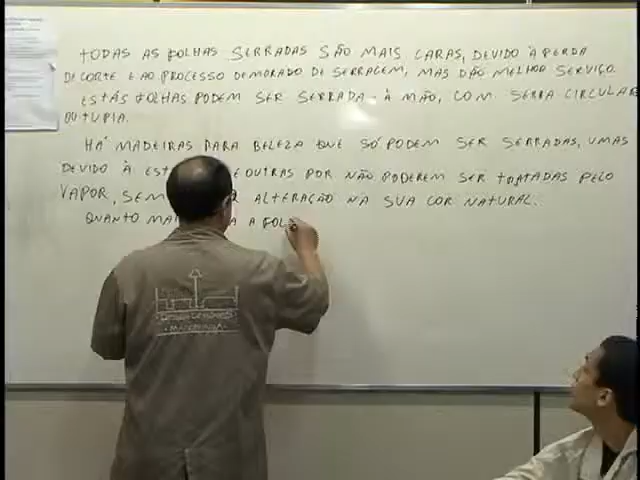 TODAS AS FOLHAS SERRADAS SÃO MAIS CARAS, DEVIDO À PERDA
DE CORTE E AO PROCESSO DEMORADO DE SERRAGEM, MAS DÃO MELHOR SERVIÇO.
ESTÁS FOLHAS PODEM SER SERRADA À MÃO, COM SERRA CIRCULAR
OU TUPIA.
HÁ MADEIRAS PARA BELEZA QUE SÓ PODEM SER SERRADAS, UMAS
DEVIDO À E OUTRAS POR NÃO PODEREM SER TRATADAS PELO
VAPOR, SEM ALTERAÇÃO NA SUA COR NATURAL.
QUANTO A FOL
MARCENARIA